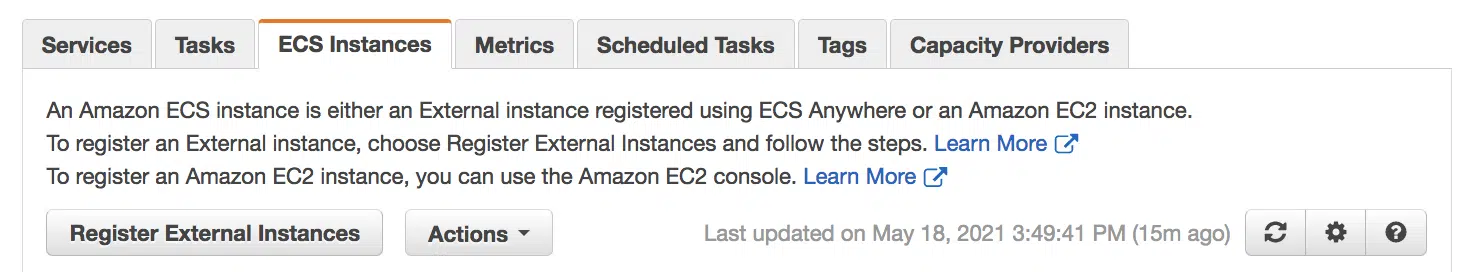 Services Tasks ECS Instances Metrics Scheduled Tasks Tags Capacity Providers
An Amazon ECS instance is either an External instance registered using ECS Anywhere or an Amazon EC2 instance.
To register an External instance, choose Register External Instances and follow the steps. Learn More
To register an Amazon EC2 instance, you can use the Amazon EC2 console. Learn More
Register External Instances Actions Last updated on May 18, 2021 3:49:41 PM (15m ago) ?